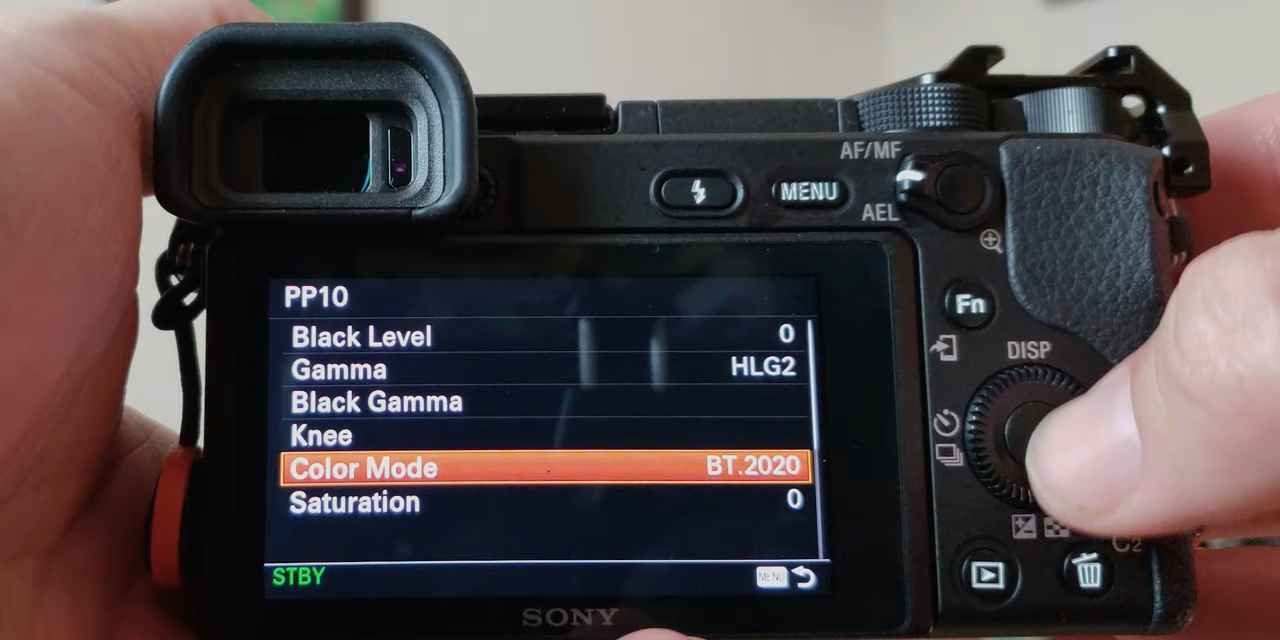 AF/MF
MENU
AEL
Fn
DISP
PP10
Black Level 0
Gamma HLG2
Black Gamma
Knee
Color Mode BT.2020
Saturation 0
STBY MENU
C2
SONY